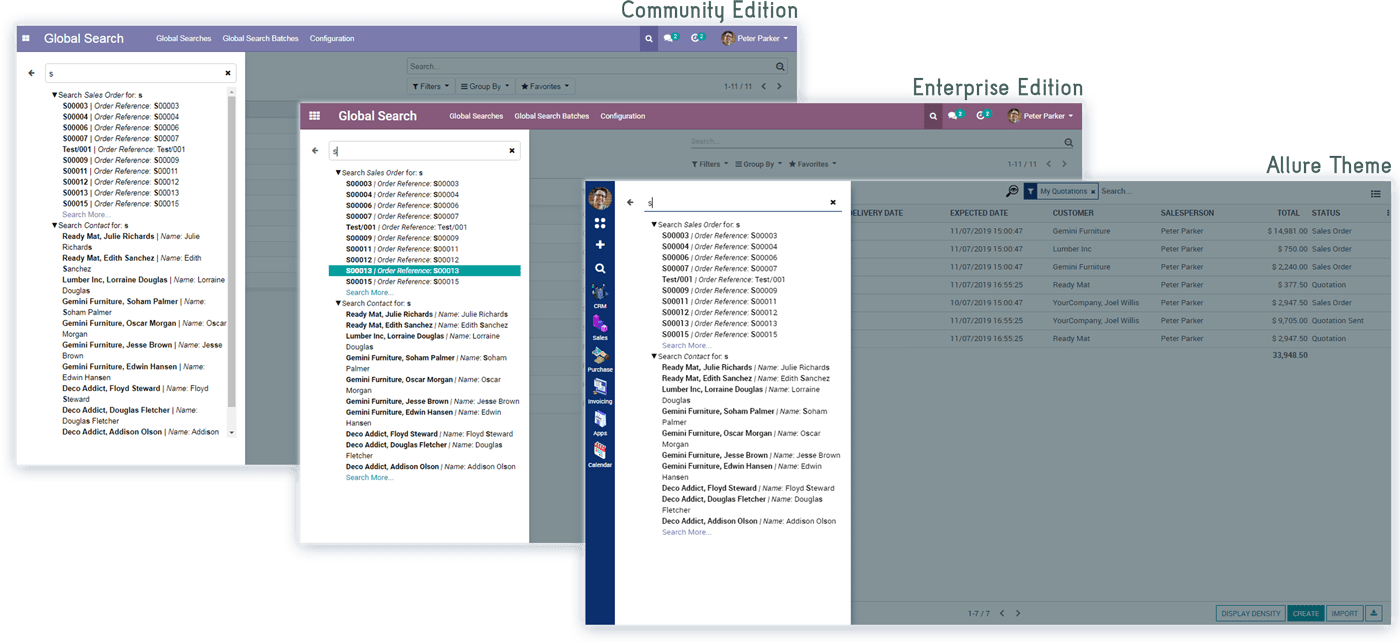 Community Edition
Global Search Global Searches Global Search Batches Configuration 2 2 Peter Parker
s
Search...
Filters Group By Favorites 1-11 / 11
Search Sales Order for: s
S00003 | Order Reference: S00003
S00004 | Order Reference: S00004
S00006 | Order Reference: S00006
S00007 | Order Reference: S00007
Test/001 | Order Reference: Test/001
S00009 | Order Reference: S00009
S00011 | Order Reference: S00011
S00012 | Order Reference: S00012
S00013 | Order Reference: S00013
S00015 | Order Reference: S00015
Search More...
Search Contact for: s
Ready Mat, Julie Richards | Name: Julie
Richards
Ready Mat, Edith Sanchez | Name: Edith
Sanchez
Lumber Inc, Lorraine Douglas | Name: Lorraine
Douglas
Gemini Furniture, Soham Palmer | Name:
Soham Palmer
Gemini Furniture, Oscar Morgan | Name: Oscar
Morgan
Gemini Furniture, Jesse Brown | Name: Jesse
Brown
Gemini Furniture, Edwin Hansen | Name:
Edwin Hansen
Deco Addict, Floyd Steward | Name: Floyd
Steward
Deco Addict, Douglas Fletcher | Name:
Douglas Fletcher
Deco Addict, Addison Olson | Name: Addison
Enterprise Edition
Global Search Global Searches Global Search Batches Configuration 2 2 Peter Parker
s
Search...
Filters Group By Favorites 1-11 / 11
Search Sales Order for: s
S00003 | Order Reference: S00003
S00004 | Order Reference: S00004
S00006 | Order Reference: S00006
S00007 | Order Reference: S00007
Test/001 | Order Reference: Test/001
S00009 | Order Reference: S00009
S00011 | Order Reference: S00011
S00012 | Order Reference: S00012
S00013 | Order Reference: S00013
S00015 | Order Reference: S00015
Search More...
Search Contact for: s
Ready Mat, Julie Richards | Name: Julie Richards
Ready Mat, Edith Sanchez | Name: Edith Sanchez
Lumber Inc, Lorraine Douglas | Name: Lorraine
Douglas
Gemini Furniture, Soham Palmer | Name: Soham
Palmer
Gemini Furniture, Oscar Morgan | Name: Oscar
Morgan
Gemini Furniture, Jesse Brown | Name: Jesse Brown
Gemini Furniture, Edwin Hansen | Name: Edwin
Hansen
Deco Addict, Floyd Steward | Name: Floyd Steward
Deco Addict, Douglas Fletcher | Name: Douglas
Fletcher
Deco Addict, Addison Olson | Name: Addison Olson
Search More...
Allure Theme
CRM
Sales
Purchase
Invoicing
Apps
Calendar
s
Search Sales Order for: s
S00003 | Order Reference: S00003
S00004 | Order Reference: S00004
S00006 | Order Reference: S00006
S00007 | Order Reference: S00007
Test/001 | Order Reference: Test/001
S00009 | Order Reference: S00009
S00011 | Order Reference: S00011
S00012 | Order Reference: S00012
S00013 | Order Reference: S00013
S00015 | Order Reference: S00015
Search More...
Search Contact for: s
Ready Mat, Julie Richards | Name: Julie Richards
Ready Mat, Edith Sanchez | Name: Edith Sanchez
Lumber Inc, Lorraine Douglas | Name: Lorraine
Douglas
Gemini Furniture, Soham Palmer | Name: Soham
Palmer
Gemini Furniture, Oscar Morgan | Name: Oscar
Morgan
Gemini Furniture, Jesse Brown | Name: Jesse Brown
Gemini Furniture, Edwin Hansen | Name: Edwin
Hansen
Deco Addict, Floyd Steward | Name: Floyd Steward
Deco Addict, Douglas Fletcher | Name: Douglas
Fletcher
Deco Addict, Addison Olson | Name: Addison Olson
Search More...
My Quotations x Search...
DELIVERY DATE EXPECTED DATE CUSTOMER SALESPERSON TOTAL STATUS
11/07/2019 15:00:47 Gemini Furniture Peter Parker $ 14,981.00 Sales Order
11/07/2019 15:00:47 Lumber Inc Peter Parker $ 750.00 Sales Order
11/07/2019 15:00:47 Gemini Furniture Peter Parker $ 2,240.00 Sales Order
11/07/2019 16:55:25 Ready Mat Peter Parker $ 377.50 Quotation
10/07/2019 15:00:47 YourCompany, Joel Willis Peter Parker $ 2,947.50 Sales Order
11/07/2019 16:55:25 YourCompany, Joel Willis Peter Parker $ 9,705.00 Quotation Sent
11/07/2019 16:55:25 Ready Mat Peter Parker $ 2,947.50 Quotation
33,948.50
1-7 / 7 DISPLAY DENSITY CREATE IMPORT